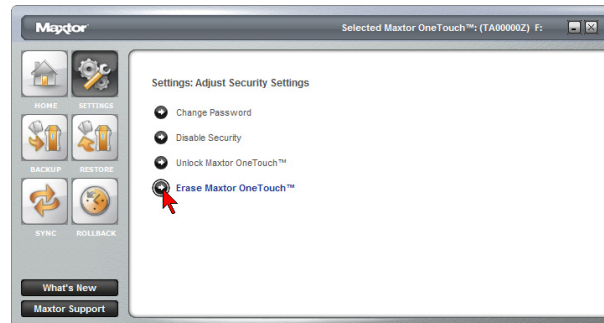 Maxtor
Selected Maxtor OneTouch™: (TA00000Z) F:
HOME SETTINGS
BACKUP RESTORE
SYNC ROLLBACK
What's New
Maxtor Support
Settings: Adjust Security Settings
Change Password
Disable Security
Unlock Maxtor OneTouch™
Erase Maxtor OneTouch™